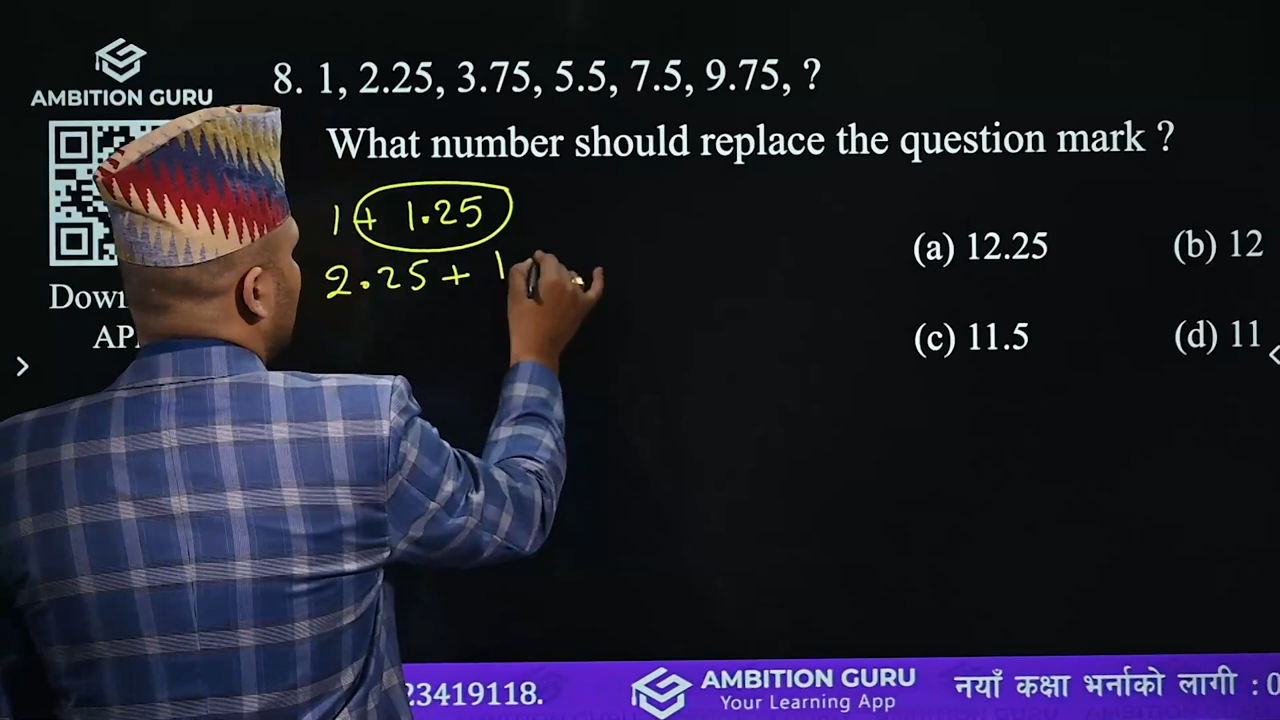 AMBITION GURU
8. 1, 2.25, 3.75, 5.5, 7.5, 9.75, ?
What number should replace the question mark ?
1 + 1.25
2.25 + 1
(a) 12.25
(b) 12
(c) 11.5
(d) 11
23419118.
AMBITION GURU
Your Learning App
नयाँ कक्षा भर्नाको लागी : 0